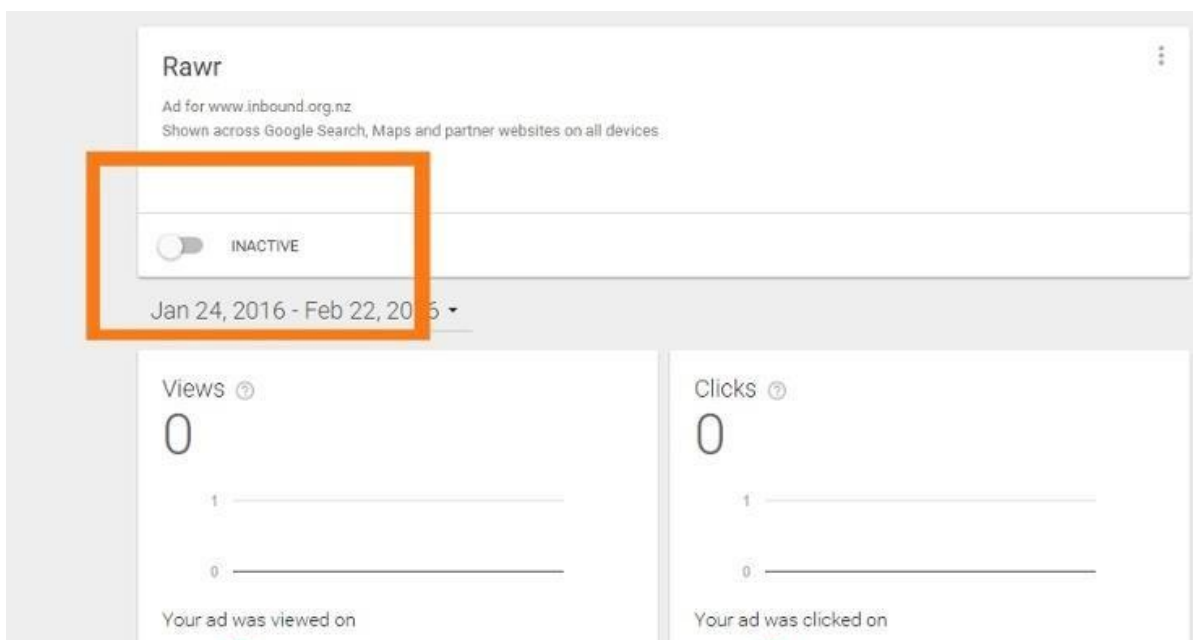 Rawr
Ad for www.inbound.org.nz
Shown across Google Search, Maps and partner websites on all devices
INACTIVE
Jan 24, 2016 - Feb 22, 2016
Views
0
1
0
Your ad was viewed on
Clicks
0
1
0
Your ad was clicked on